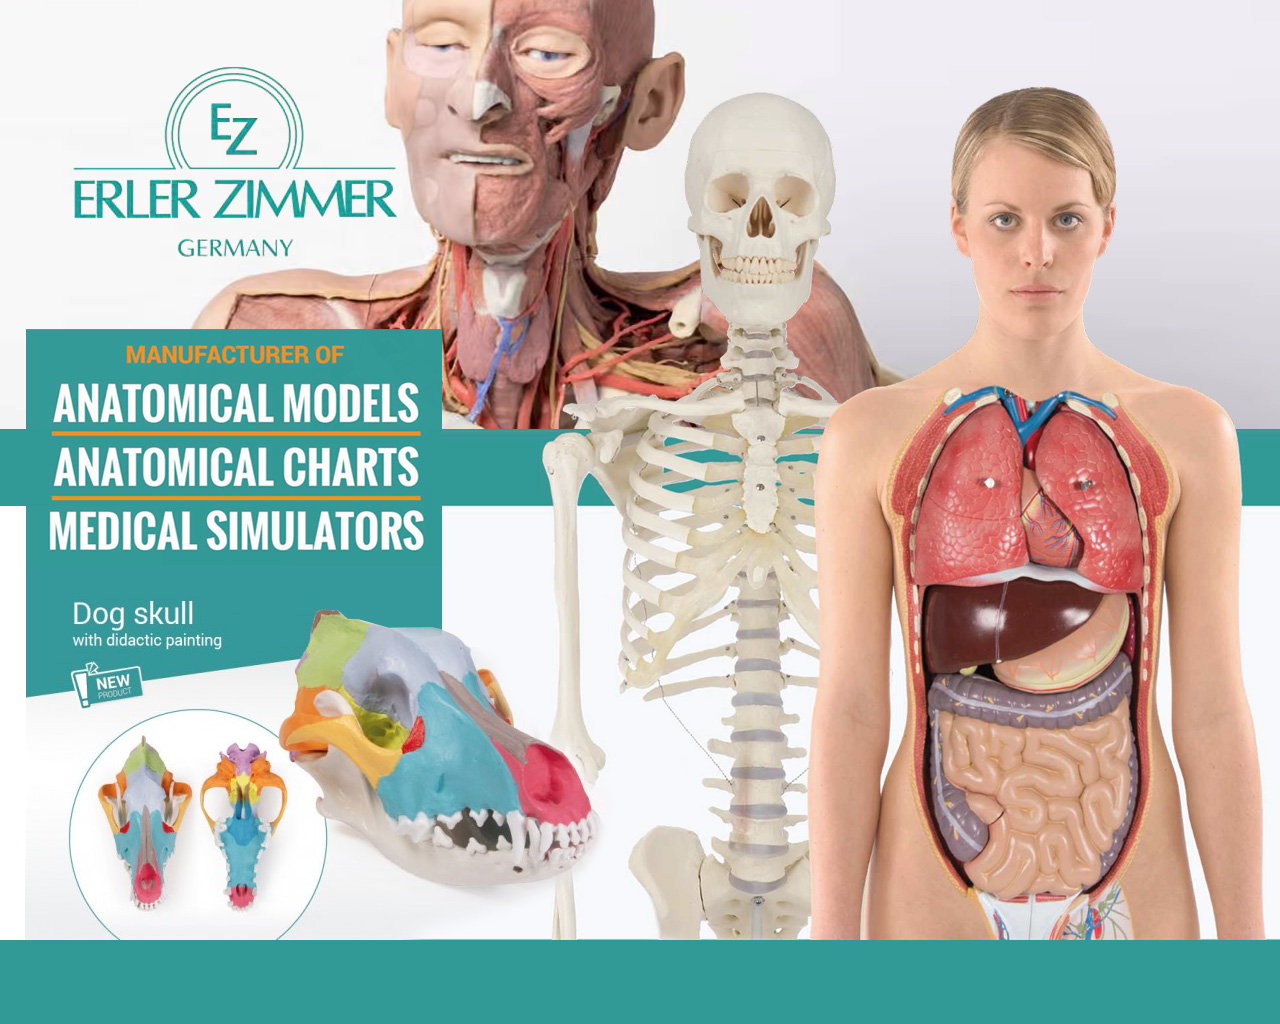 EZ
ERLER ZIMMER
GERMANY
MANUFACTURER OF
ANATOMICAL MODELS
ANATOMICAL CHARTS
MEDICAL SIMULATORS
Dog skull
with didactic painting
NEW
PRODUCT